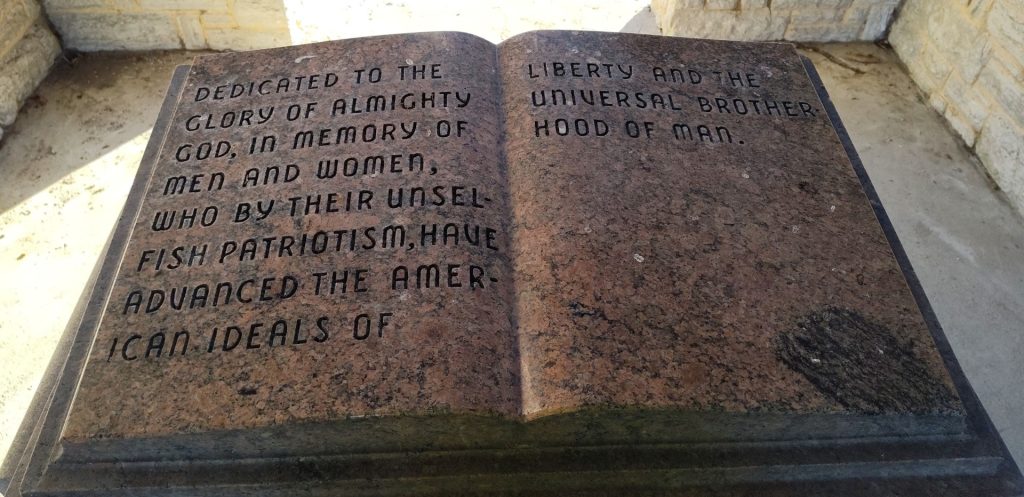 DEDICATED TO THE
GLORY OF ALMIGHTY
GOD, IN MEMORY OF
MEN AND WOMEN,
WHO BY THEIR UNSEL-
FISH PATRIOTISM, HAVE
ADVANCED THE AMER-
ICAN IDEALS OF
LIBERTY AND THE
UNIVERSAL BROTHER-
HOOD OF MAN.